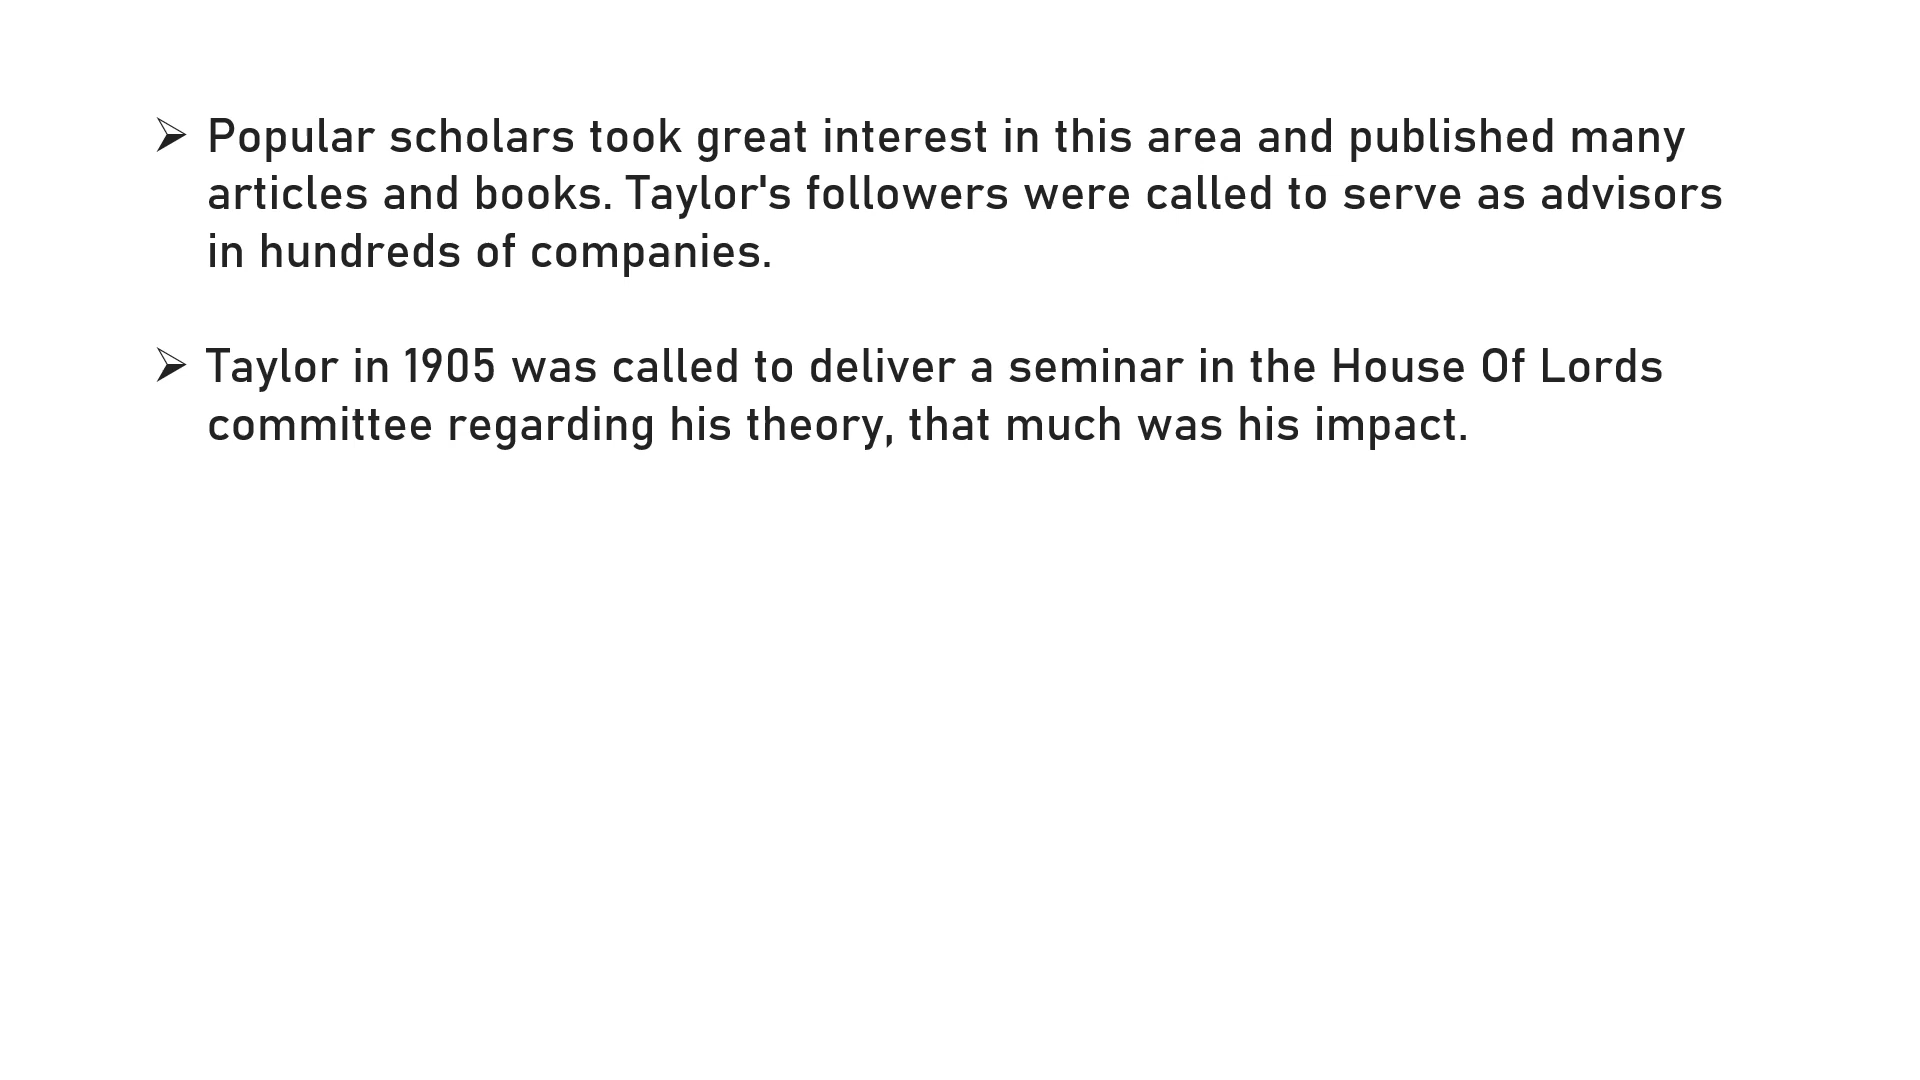 ➢ Popular scholars took great interest in this area and published many
articles and books. Taylor's followers were called to serve as advisors
in hundreds of companies.
➢ Taylor in 1905 was called to deliver a seminar in the House Of Lords
committee regarding his theory, that much was his impact.